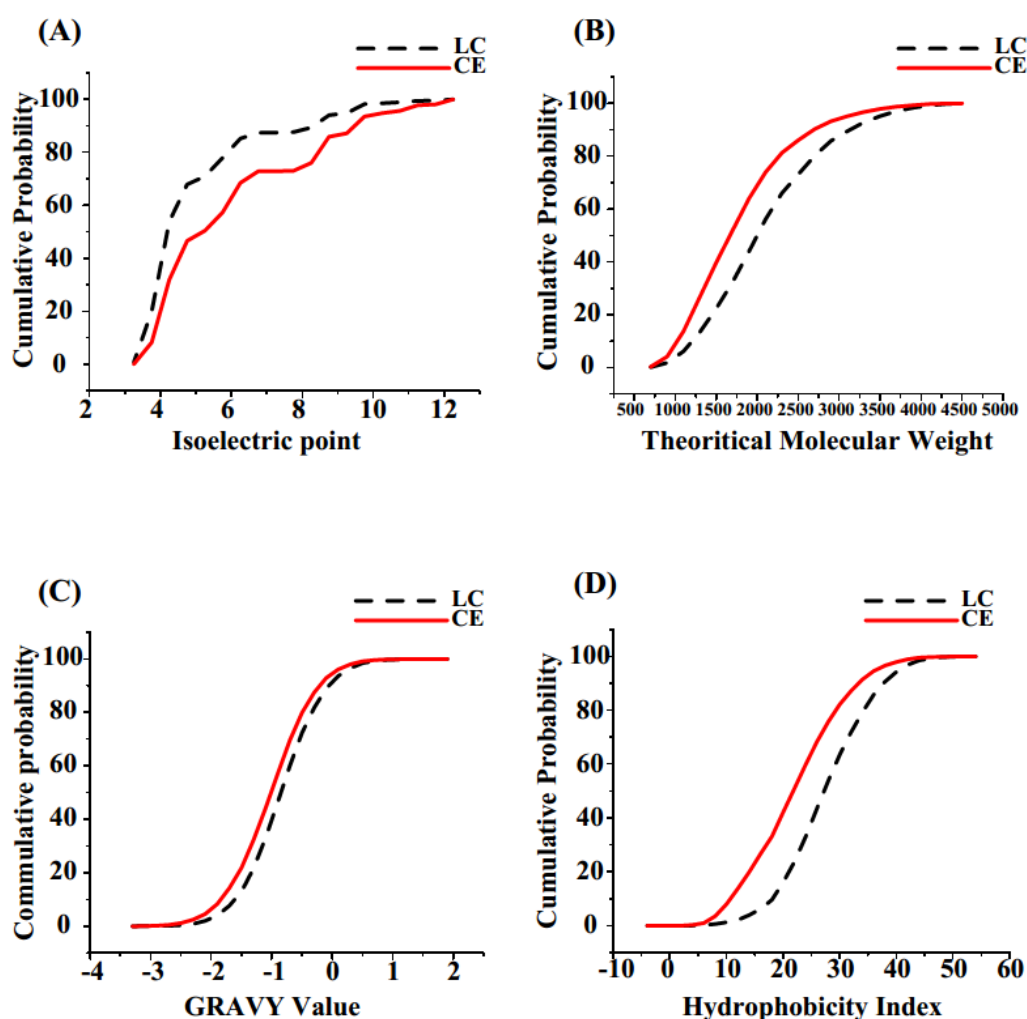 (A)
LC
CE
Cumulative Probability
100
80
60
40
20
0
2 4 6 8 10 12
Isoelectric point
(B)
LC
CE
Cumulative Probability
100
80
60
40
20
0
500 1000 1500 2000 2500 3000 3500 4000 4500 5000
Theoritical Molecular Weight
(C)
LC
CE
Commulative probability
100
80
60
40
20
0
-4 -3 -2 -1 0 1 2
GRAVY Value
(D)
LC
CE
Cumulative Probability
100
80
60
40
20
0
-10 0 10 20 30 40 50 60
Hydrophobicity Index